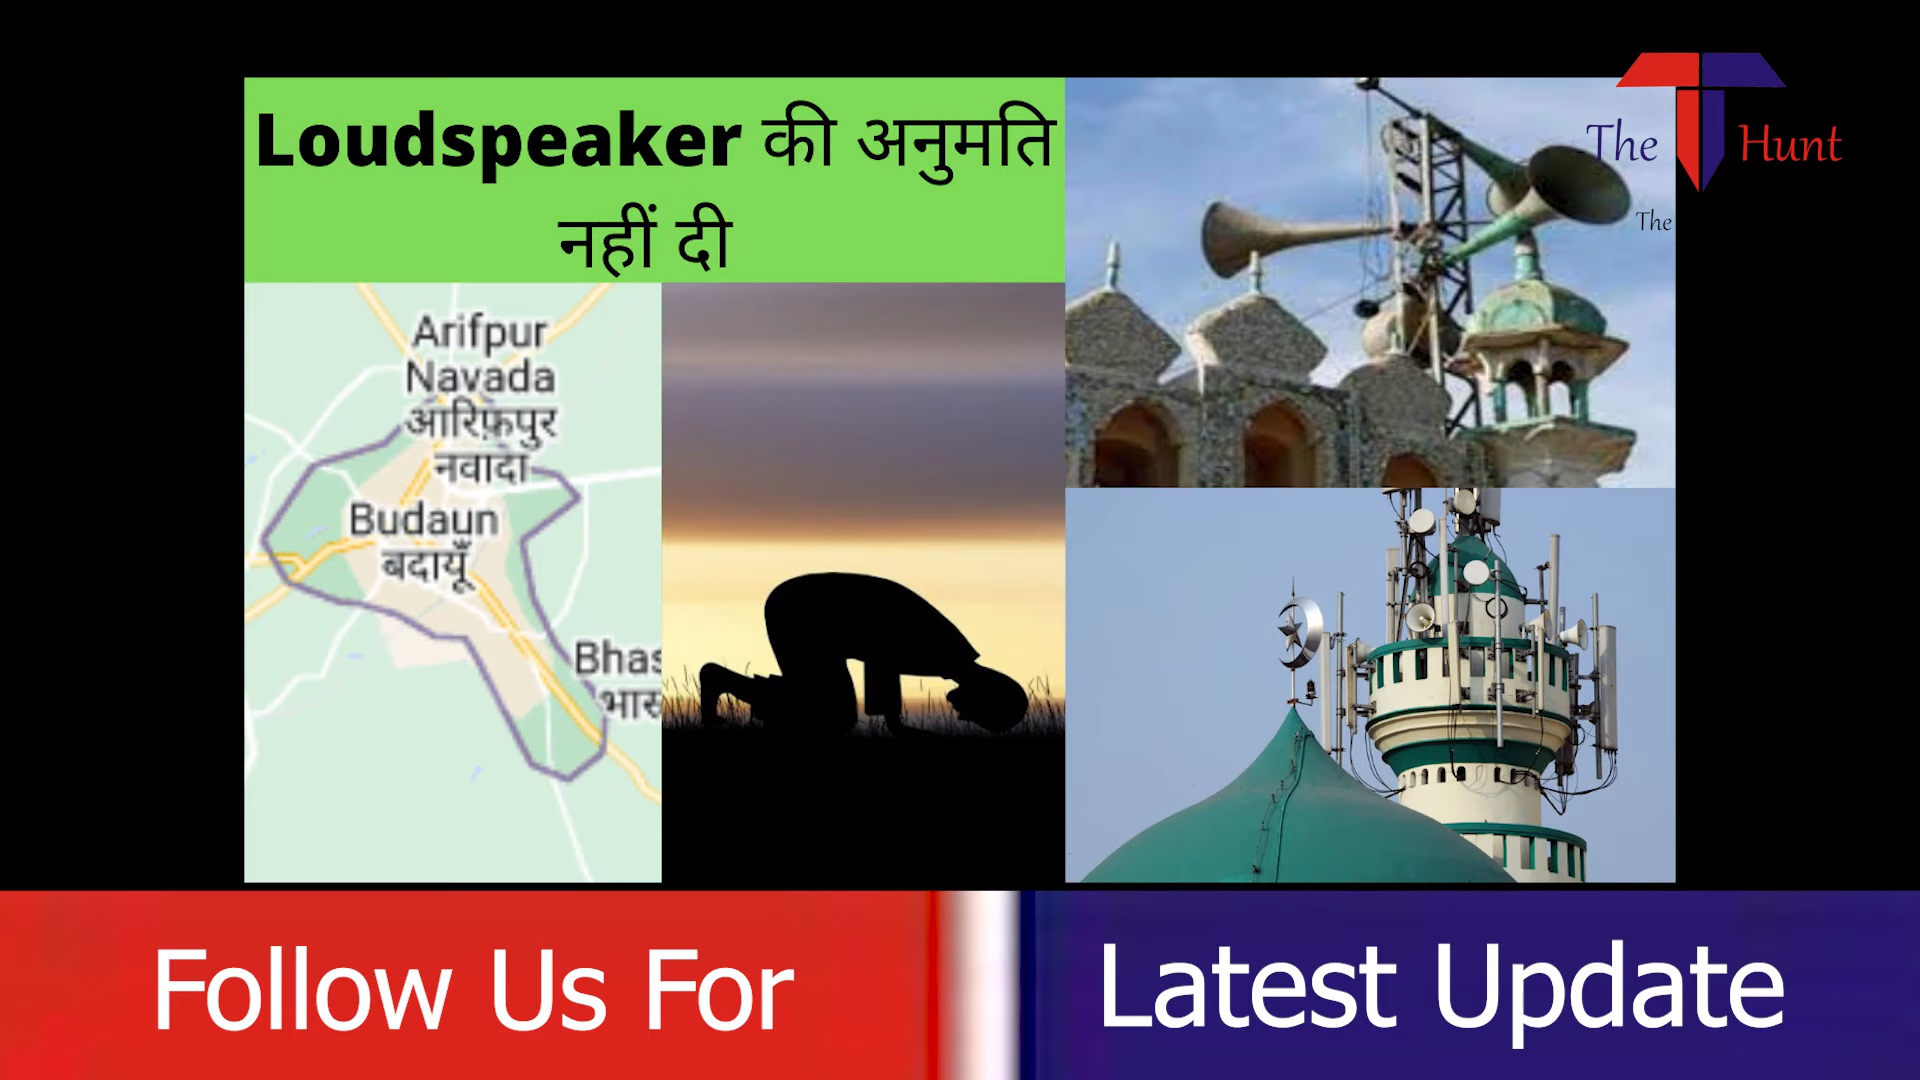 Loudspeaker की अनुमति
नहीं दी
The Hunt
The
Arifpur
Navada
आरिफ़पुर
नवादा
Budaun
बदायूँ
Bhas
भास
Follow Us For
Latest Update